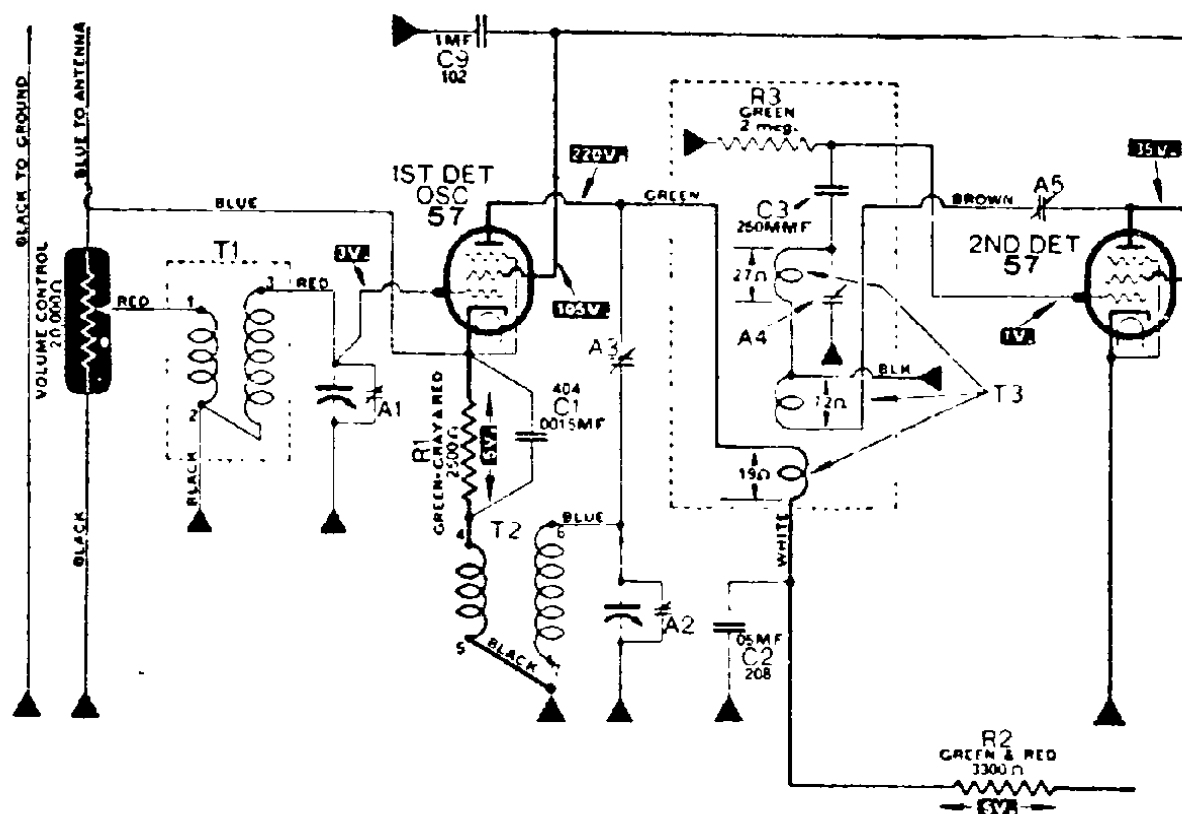 BLACK TO GROUND
BLUE TO ANTENNA
VOLUME CONTROL
20,000Ω
BLACK
BLUE
T1
RED
1
2
3
RED
BLACK
A1
1MF
C9
102
1ST DET
OSC
57
3V.
220V.
105V.
R1
GREEN-GRAY & RED
2500Ω
5V.
404
C1
.0015MF
T2
4
5
6
BLACK
BLUE
A3
A2
GREEN
R3
GREEN
2 meg.
C3
250MMF
27Ω
A4
BLK
12Ω
T3
19Ω
WHITE
.05MF
C2
208
BROWN
A5
35V.
2ND DET
57
1V.
R2
GREEN & RED
3300Ω
5V.